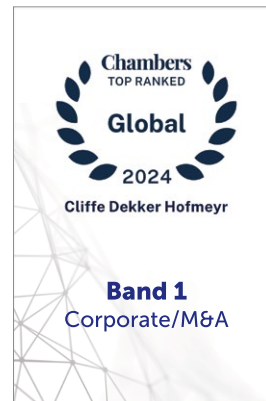 Chambers
TOP RANKED
Global
2024
Cliffe Dekker Hofmeyr
Band 1
Corporate/M&A